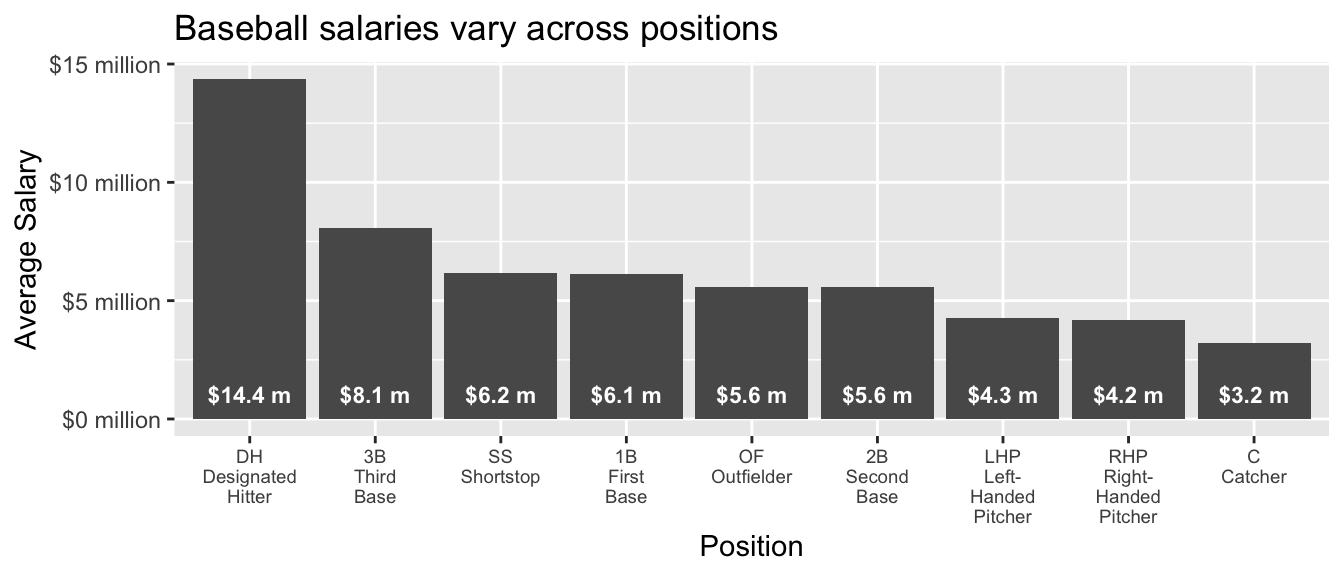 Baseball salaries vary across positions
Average Salary
$15 million
$10 million
$5 million
$0 million
$14.4 m
$8.1 m
$6.2 m
$6.1 m
$5.6 m
$5.6 m
$4.3 m
$4.2 m
$3.2 m
DH
Designated
Hitter
3B
Third
Base
SS
Shortstop
1B
First
Base
OF
Outfielder
2B
Second
Base
LHP
Left-
Handed
Pitcher
RHP
Right-
Handed
Pitcher
C
Catcher
Position